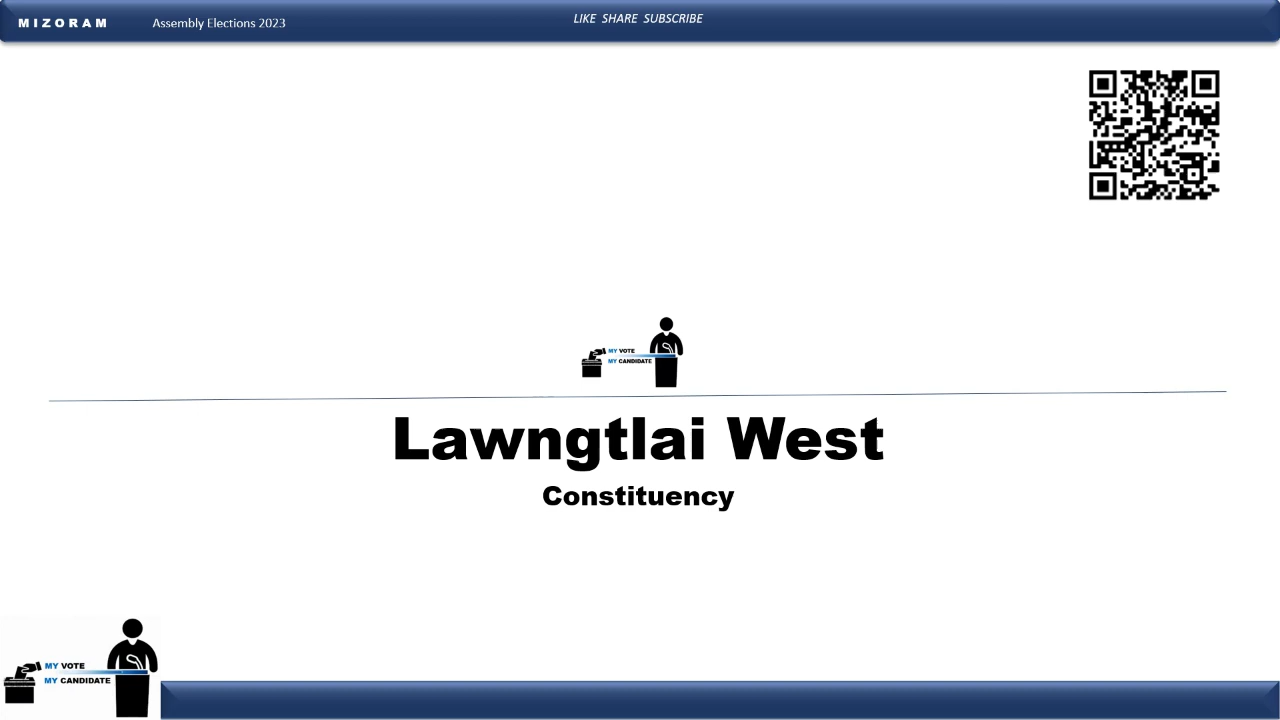 MIZORAM Assembly Elections 2023 LIKE SHARE SUBSCRIBE
MY VOTE
MY CANDIDATE
Lawngtlai West
Constituency
MY VOTE
MY CANDIDATE